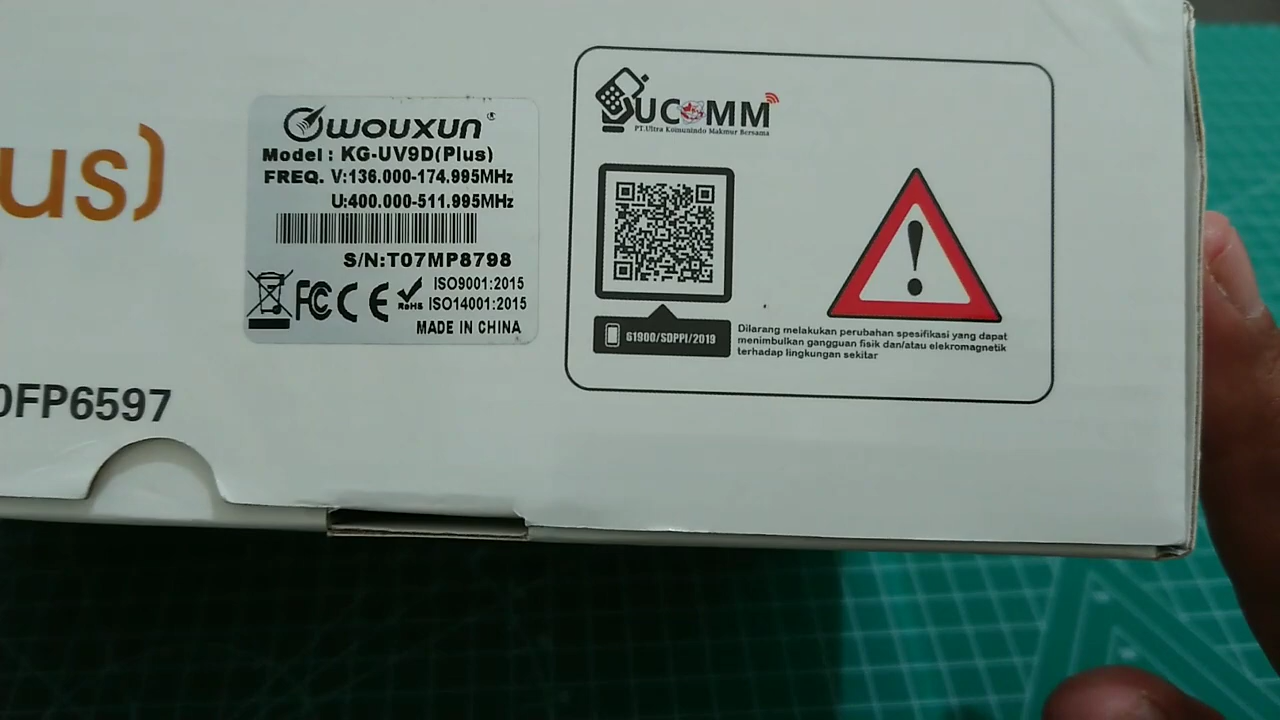 us)
0FP6597
WOUXUN
Model : KG-UV9D(Plus)
FREQ. V:136.000-174.995MHz
U:400.000-511.995MHz
S/N:T07MP8798
FC CE RoHS ISO9001:2015
ISO14001:2015
MADE IN CHINA
UCOMM
PT.Ultra Komunindo Makmur Bersama
61900/SDPPI/2019
Dilarang melakukan perubahan spesifikasi yang dapat
menimbulkan gangguan fisik dan/atau elekromagnetik
terhadap lingkungan sekitar